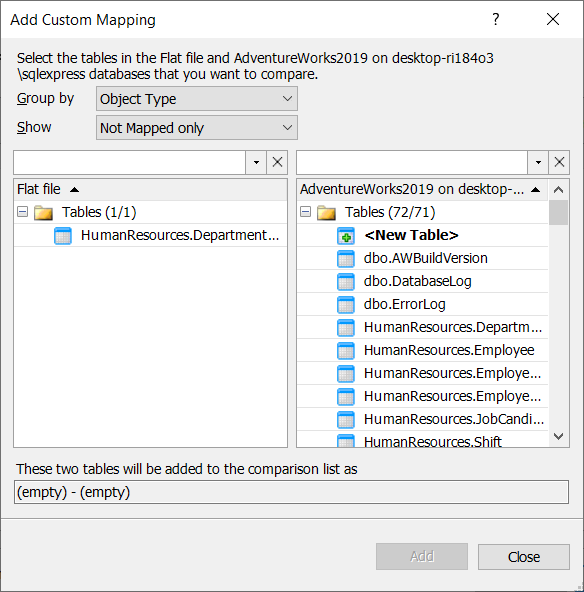 Add Custom Mapping
?
Select the tables in the Flat file and AdventureWorks2019 on desktop-ri184o3
\sqlexpress databases that you want to compare.
Group by Object Type
Show Not Mapped only
Flat file AdventureWorks2019 on desktop-...
Tables (1/1) Tables (72/71)
HumanResources.Department... <New Table>
dbo.AWBuildVersion
dbo.DatabaseLog
dbo.ErrorLog
HumanResources.Departm...
HumanResources.Employee
HumanResources.Employe...
HumanResources.Employe...
HumanResources.JobCandi...
HumanResources.Shift
These two tables will be added to the comparison list as
(empty) - (empty)
Add Close